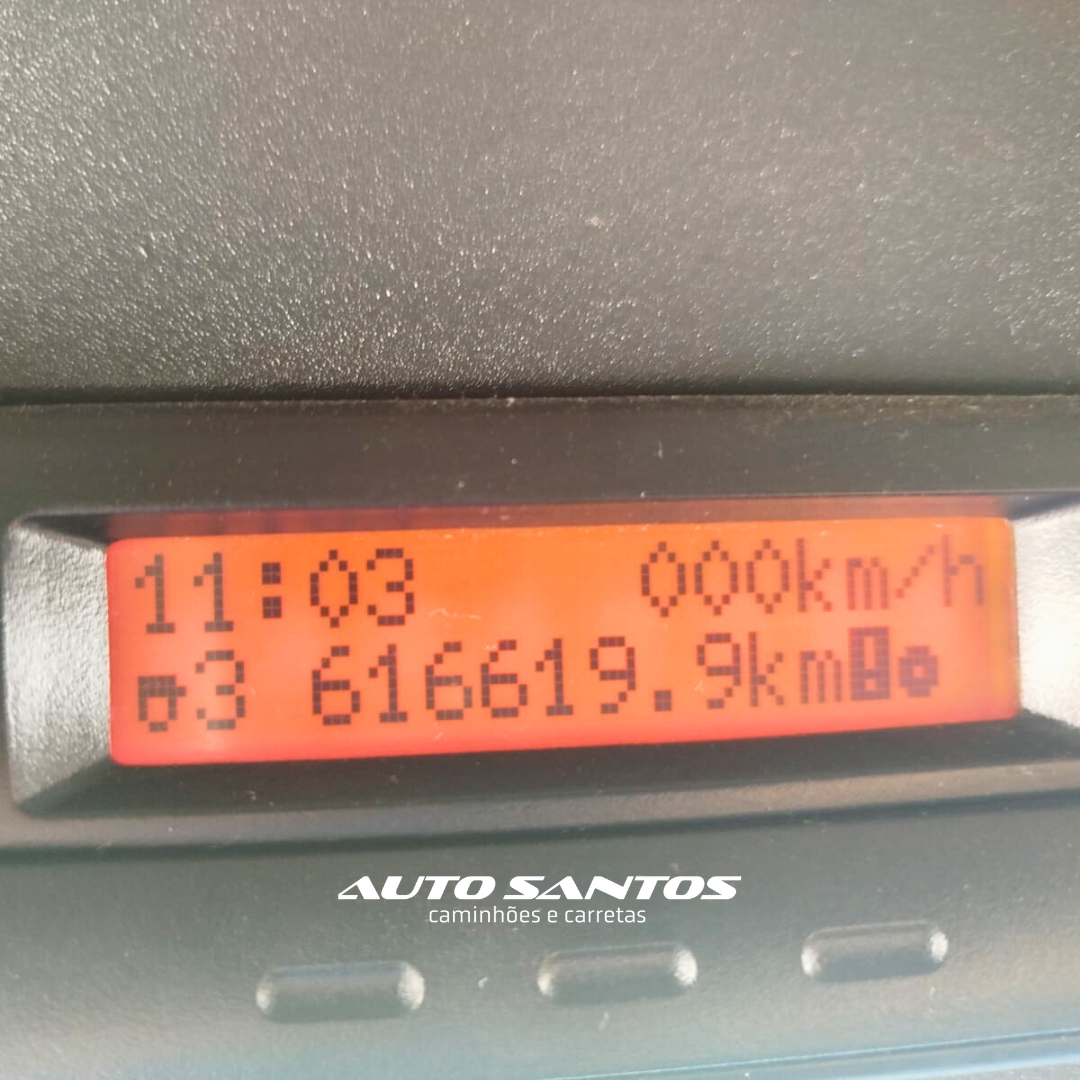 11:03 000km/h
3 616619.9km
AUTO SANTOS
caminhões e carretas